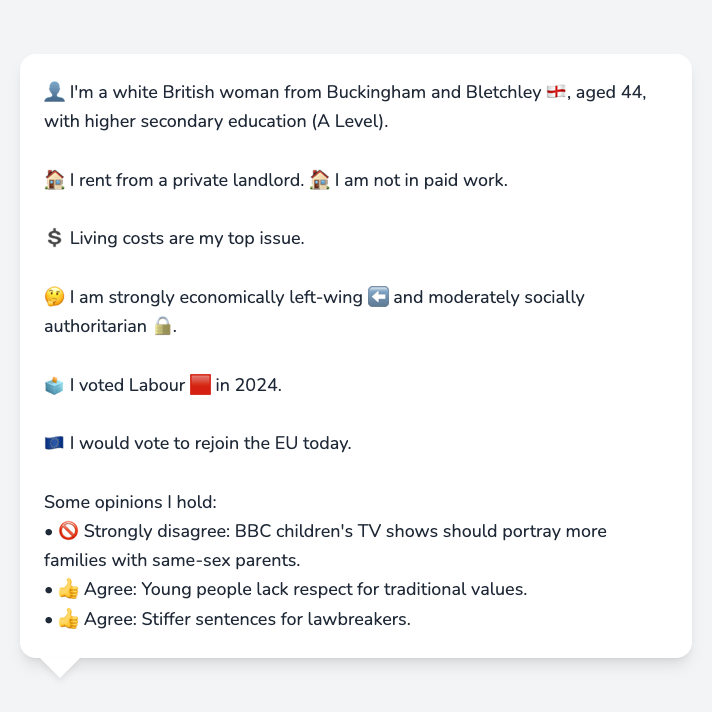 👤 I'm a white British woman from Buckingham and Bletchley 🏴󠁧󠁢󠁥󠁮󠁧󠁿, aged 44,
with higher secondary education (A Level).
🏠 I rent from a private landlord. 🏠 I am not in paid work.
💲 Living costs are my top issue.
🤔 I am strongly economically left-wing ⬅️ and moderately socially
authoritarian 🔒.
🗳️ I voted Labour 🟥 in 2024.
🇪🇺 I would vote to rejoin the EU today.
Some opinions I hold:
• 🚫 Strongly disagree: BBC children's TV shows should portray more
families with same-sex parents.
• 👍 Agree: Young people lack respect for traditional values.
• 👍 Agree: Stiffer sentences for lawbreakers.